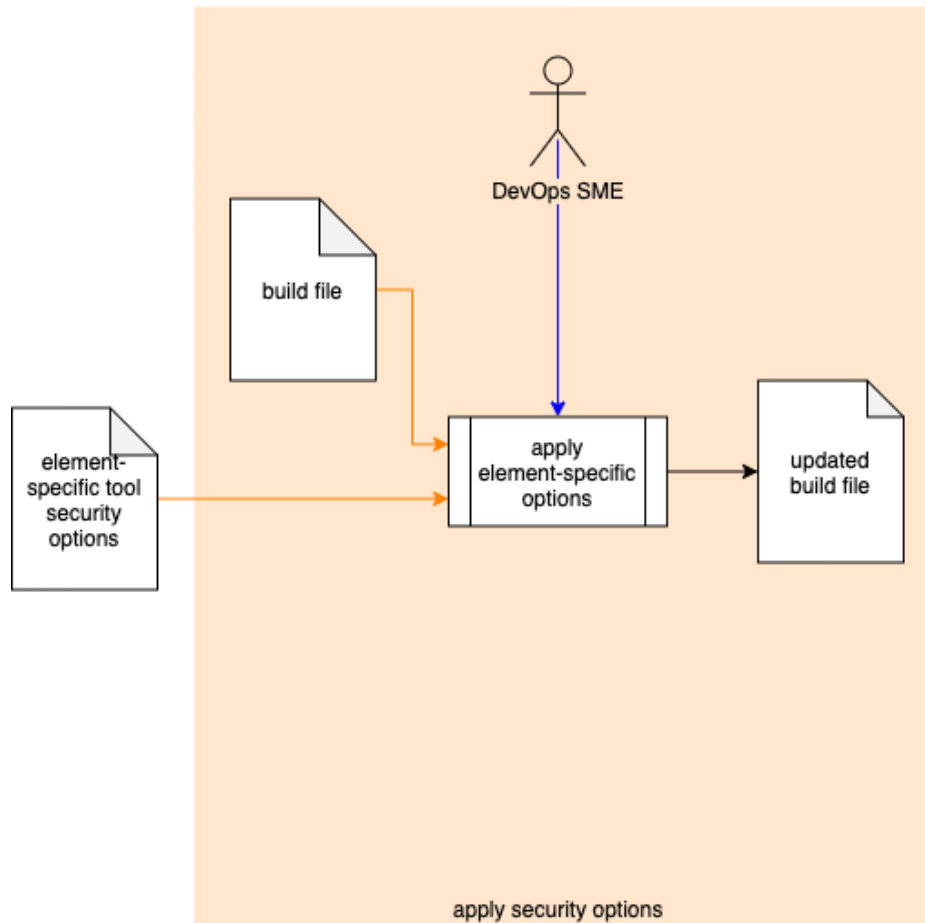 DevOps SME
build file
element-
specific tool
security
options
apply
element-specific
options
updated
build file
apply security options